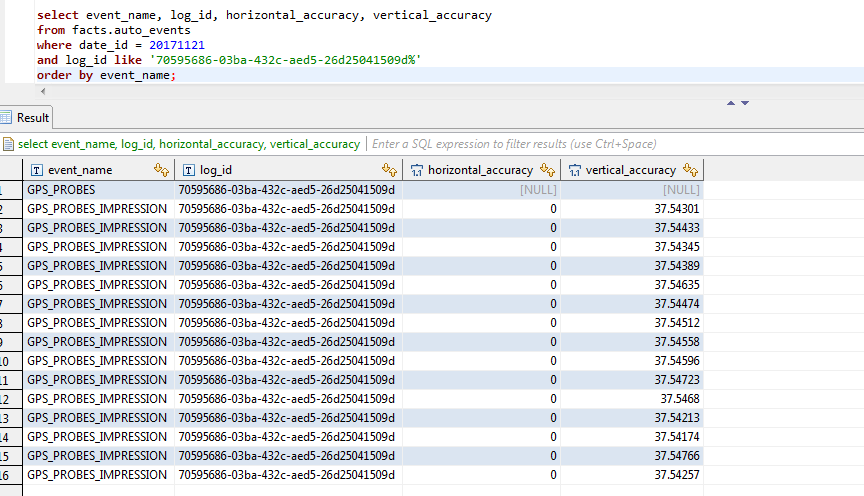 select event_name, log_id, horizontal_accuracy, vertical_accuracy
from facts.auto_events
where date_id = 20171121
and log_id like '70595686-03ba-432c-aed5-26d25041509d%'
order by event_name;
Result
select event_name, log_id, horizontal_accuracy, vertical_accuracy Enter a SQL expression to filter results (use Ctrl+Space)
event_name log_id horizontal_accuracy vertical_accuracy
1 GPS_PROBES 70595686-03ba-432c-aed5-26d25041509d [NULL] [NULL]
2 GPS_PROBES_IMPRESSION 70595686-03ba-432c-aed5-26d25041509d 0 37.54301
3 GPS_PROBES_IMPRESSION 70595686-03ba-432c-aed5-26d25041509d 0 37.54433
4 GPS_PROBES_IMPRESSION 70595686-03ba-432c-aed5-26d25041509d 0 37.54345
5 GPS_PROBES_IMPRESSION 70595686-03ba-432c-aed5-26d25041509d 0 37.54389
6 GPS_PROBES_IMPRESSION 70595686-03ba-432c-aed5-26d25041509d 0 37.54635
7 GPS_PROBES_IMPRESSION 70595686-03ba-432c-aed5-26d25041509d 0 37.54474
8 GPS_PROBES_IMPRESSION 70595686-03ba-432c-aed5-26d25041509d 0 37.54512
9 GPS_PROBES_IMPRESSION 70595686-03ba-432c-aed5-26d25041509d 0 37.54558
10 GPS_PROBES_IMPRESSION 70595686-03ba-432c-aed5-26d25041509d 0 37.54596
11 GPS_PROBES_IMPRESSION 70595686-03ba-432c-aed5-26d25041509d 0 37.54723
12 GPS_PROBES_IMPRESSION 70595686-03ba-432c-aed5-26d25041509d 0 37.5468
13 GPS_PROBES_IMPRESSION 70595686-03ba-432c-aed5-26d25041509d 0 37.54213
14 GPS_PROBES_IMPRESSION 70595686-03ba-432c-aed5-26d25041509d 0 37.54174
15 GPS_PROBES_IMPRESSION 70595686-03ba-432c-aed5-26d25041509d 0 37.54766
16 GPS_PROBES_IMPRESSION 70595686-03ba-432c-aed5-26d25041509d 0 37.54257